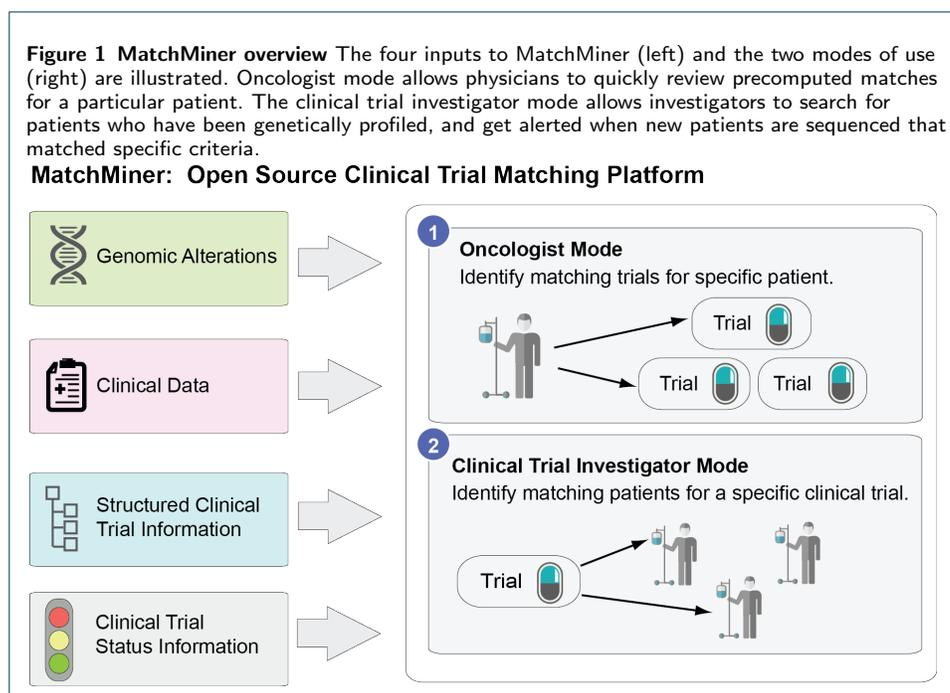 Figure 1 MatchMiner overview The four inputs to MatchMiner (left) and the two modes of use
(right) are illustrated. Oncologist mode allows physicians to quickly review precomputed matches
for a particular patient. The clinical trial investigator mode allows investigators to search for
patients who have been genetically profiled, and get alerted when new patients are sequenced that
matched specific criteria.
MatchMiner: Open Source Clinical Trial Matching Platform
Genomic Alterations
Clinical Data
Structured Clinical
Trial Information
Clinical Trial
Status Information
1
Oncologist Mode
Identify matching trials for specific patient.
Trial
Trial
Trial
2
Clinical Trial Investigator Mode
Identify matching patients for a specific clinical trial.
Trial